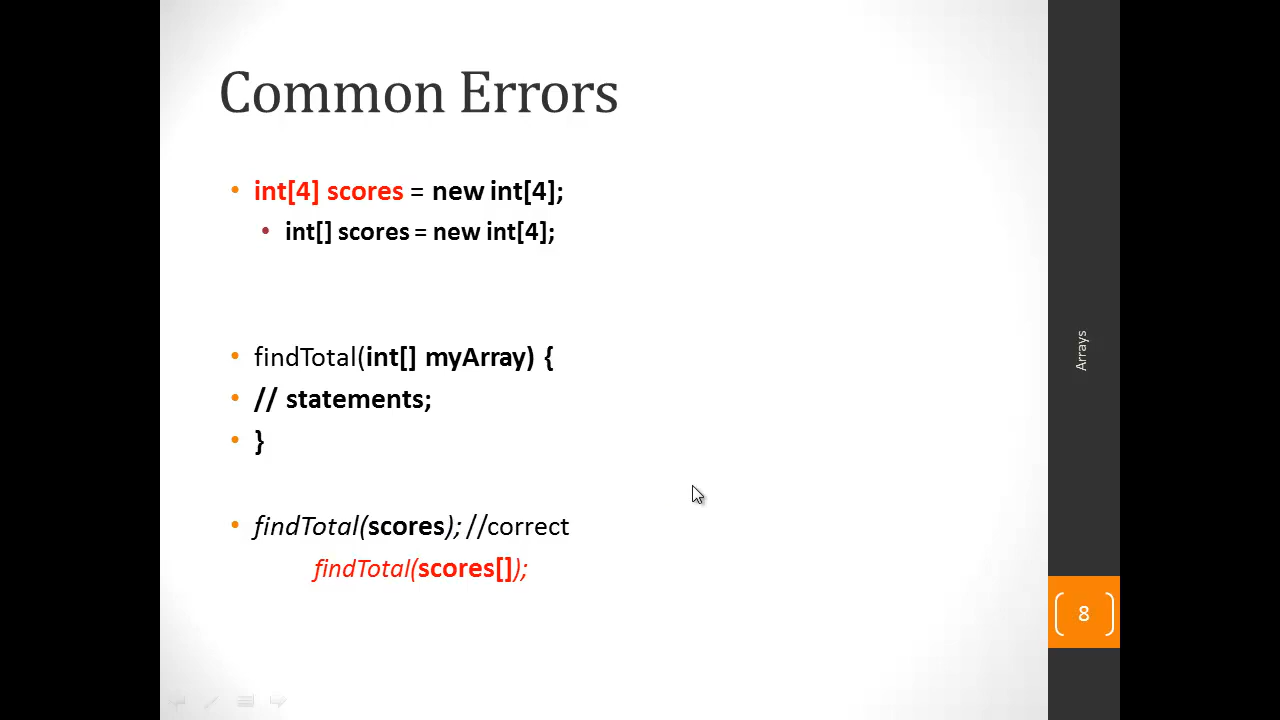 Common Errors
• int[4] scores = new int[4];
• int[] scores = new int[4];
• findTotal(int[] myArray) {
• // statements;
• }
• findTotal(scores); //correct
findTotal(scores[]);
Arrays
8